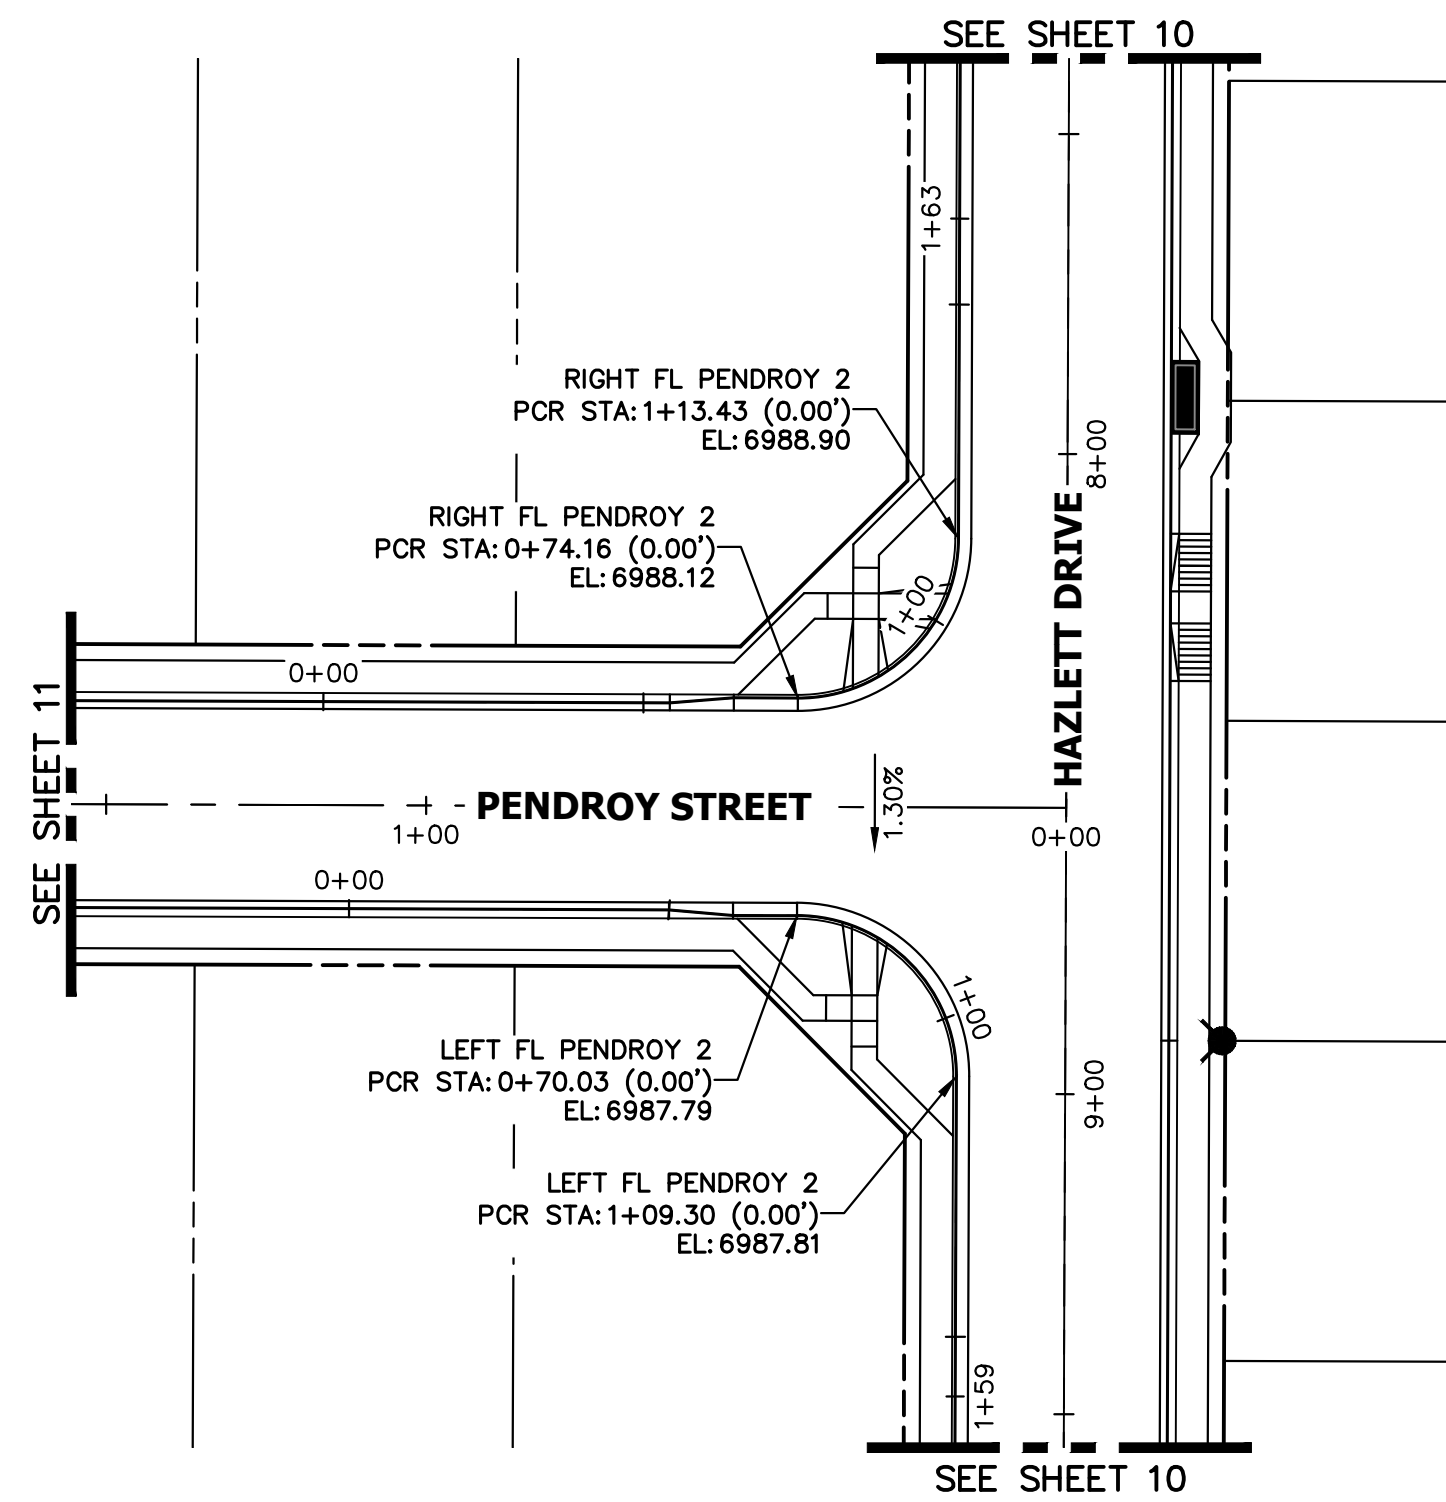 SEE SHEET 10
1+63
RIGHT FL PENDROY 2
PCR STA: 1+13.43 (0.00')
EL: 6988.90
8+00
HAZLETT DRIVE
RIGHT FL PENDROY 2
PCR STA: 0+74.16 (0.00')
EL: 6988.12
1+00
0+00
SEE SHEET 11
PENDROY STREET
1.30%
1+00
0+00
0+00
1+00
9+00
LEFT FL PENDROY 2
PCR STA: 0+70.03 (0.00')
EL: 6987.79
LEFT FL PENDROY 2
PCR STA: 1+09.30 (0.00')
EL: 6987.81
1+59
SEE SHEET 10